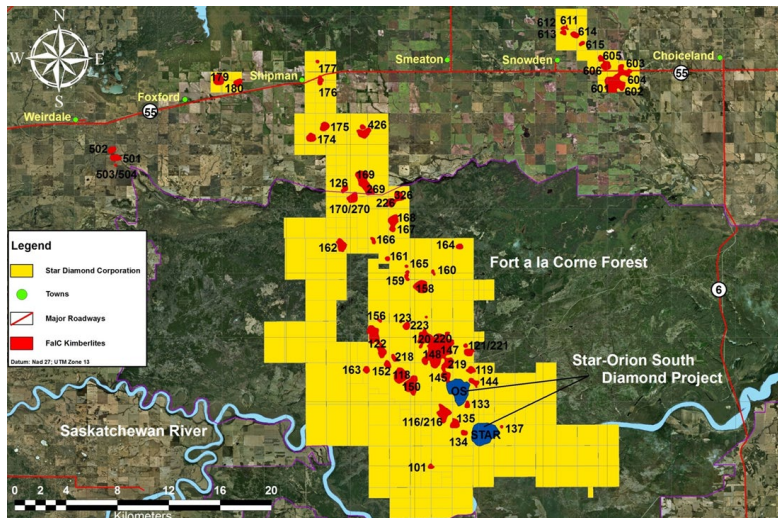 N
W
E
S
612
611
613
614
615
605
603
606
604
601
602
Smeaton
Snowden
Choiceland
55
177
179
Shipman
176
180
Foxford
55
Weirdale
175
426
174
502
501
503/504
169
126
269
326
226
170/270
168
167
166
162
164
161
165
160
159
158
Fort a la Corne Forest
6
Legend
Star Diamond Corporation
Towns
Major Roadways
FalC Kimberlites
Datum: Nad 27; UTM Zone 13
156
123
223
120
220
122
147
121/221
148
218
219
163
152
118
119
145
144
150
OS
Star-Orion South
Diamond Project
133
116/216
135
137
134
STAR
101
Saskatchewan River
0 4 8 12 16 20
Kilometers